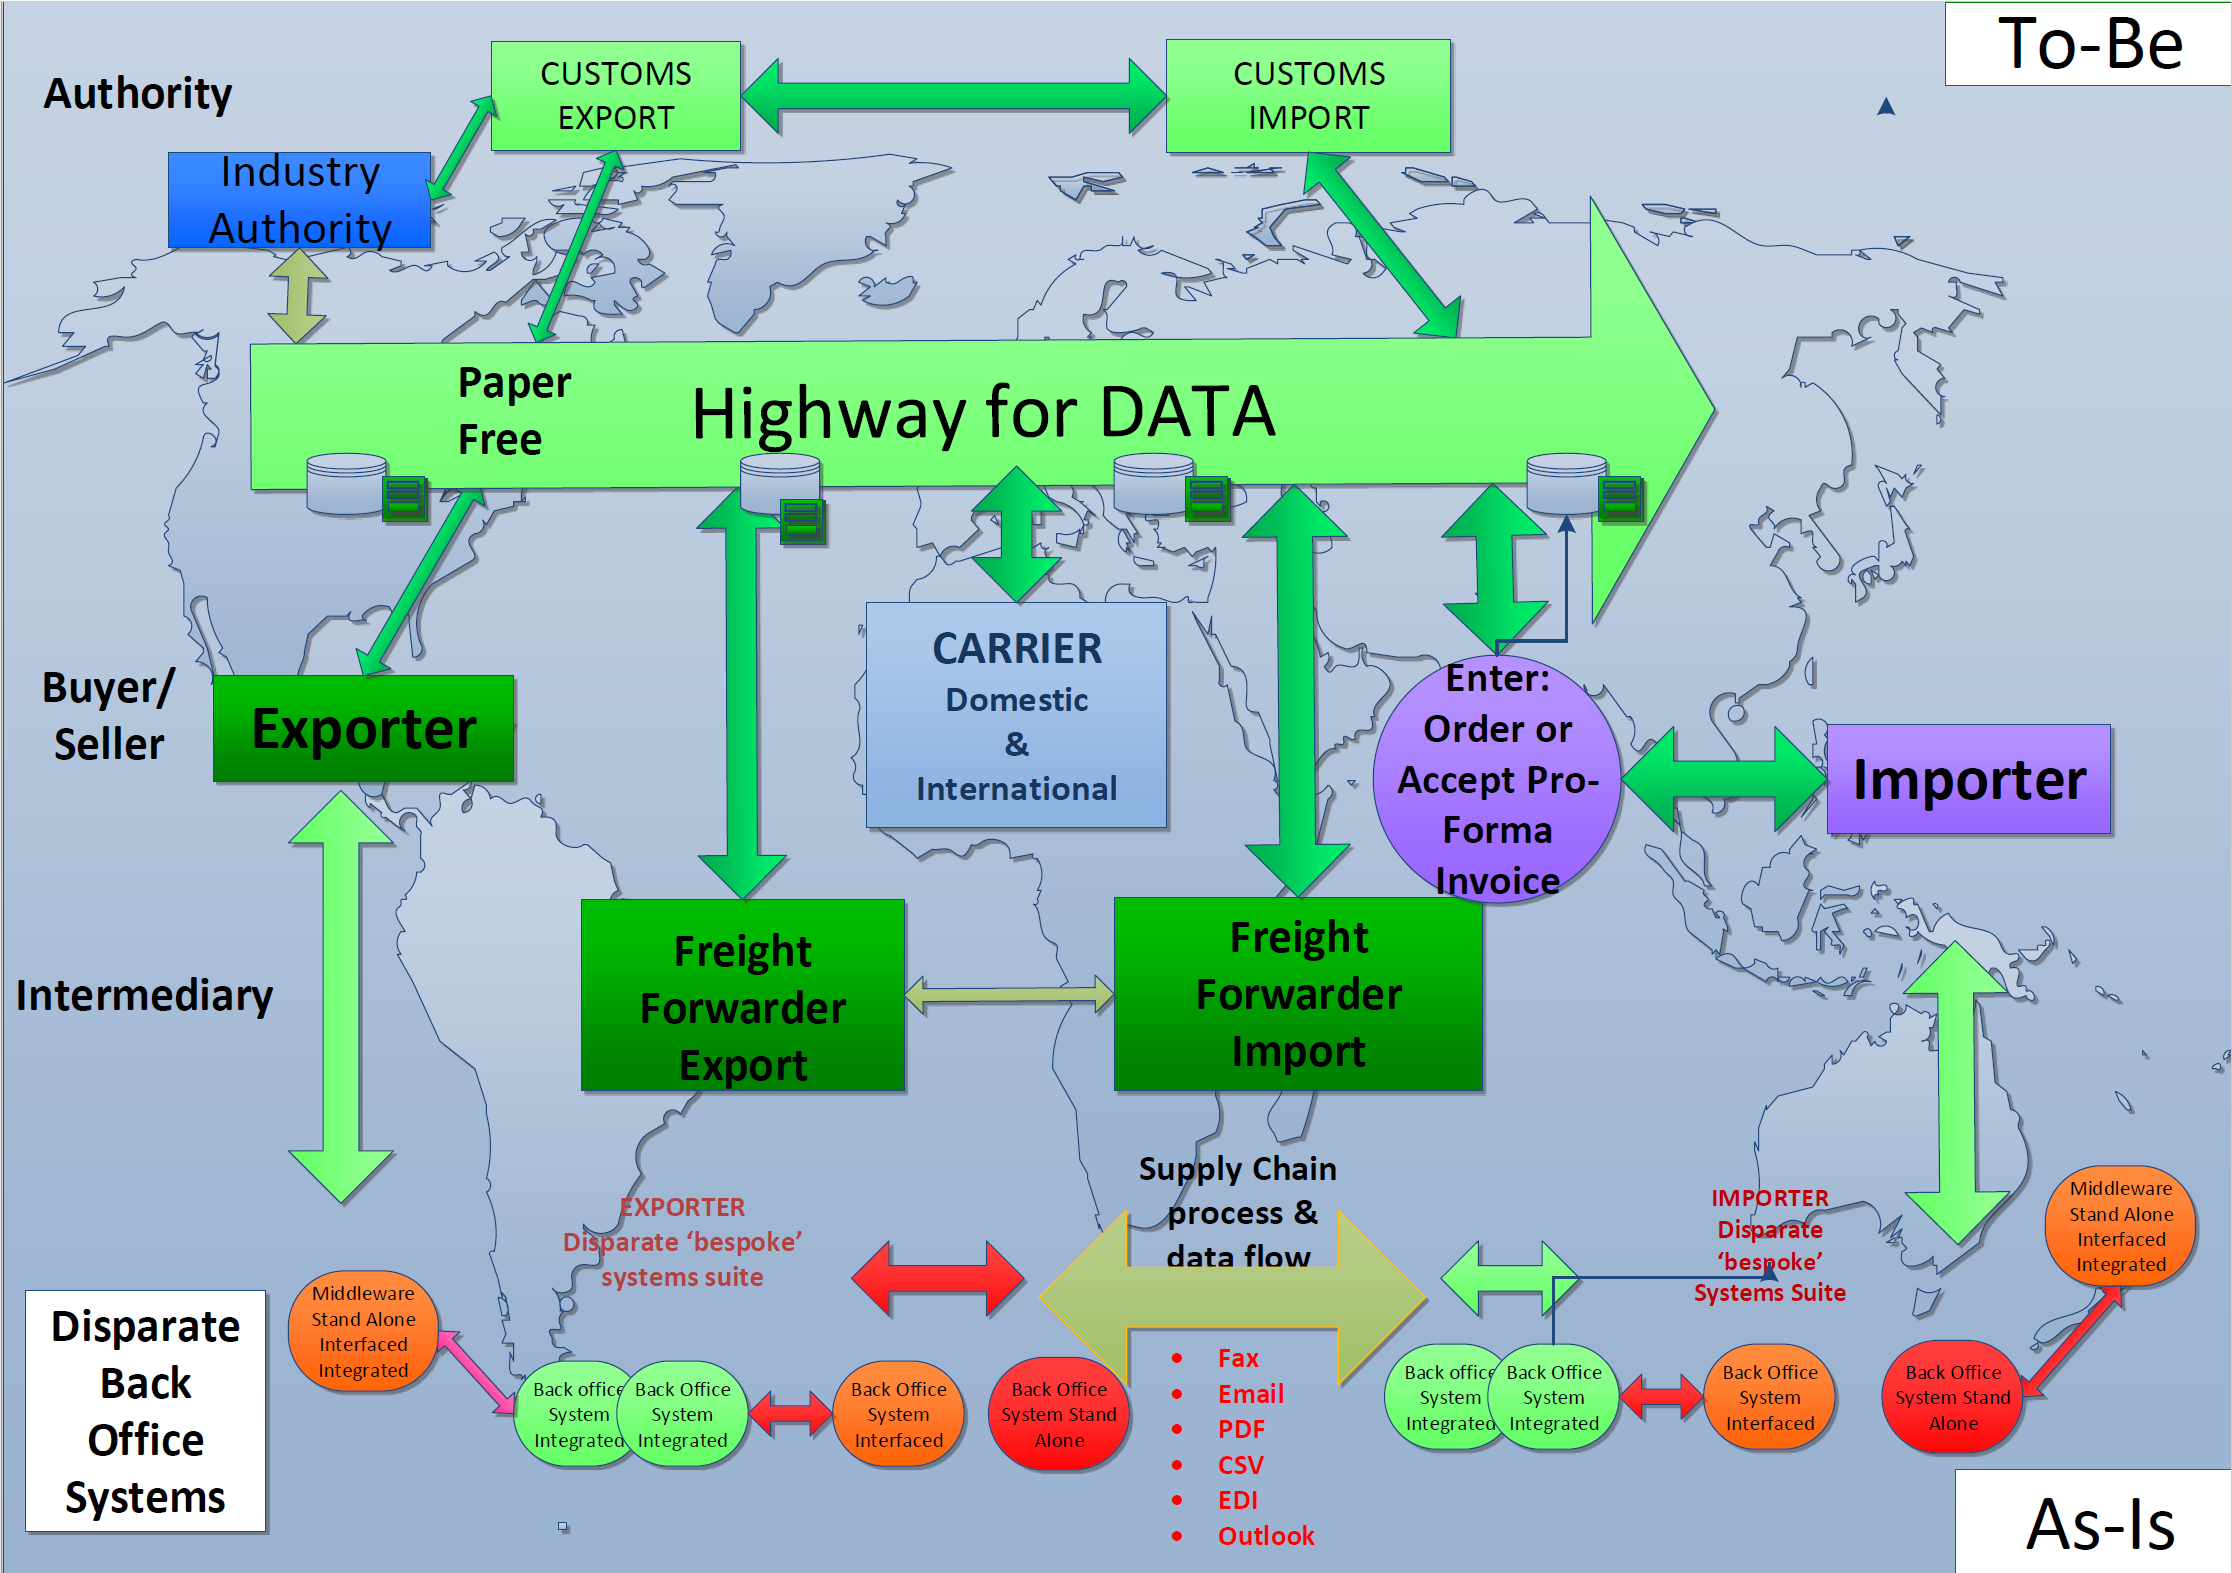 To-Be
Authority
CUSTOMS
EXPORT
CUSTOMS
IMPORT
Industry
Authority
Paper
Free
Highway for DATA
Buyer/
Seller
Exporter
CARRIER
Domestic
&
International
Enter:
Order or
Accept Pro-
Forma
Invoice
Importer
Intermediary
Freight
Forwarder
Export
Freight
Forwarder
Import
Supply Chain
process &
data flow
EXPORTER
Disparate ‘bespoke’
systems suite
IMPORTER
Disparate
‘bespoke’
Systems Suite
Middleware
Stand Alone
Interfaced
Integrated
Disparate
Back
Office
Systems
Middleware
Stand Alone
Interfaced
Integrated
Back office
System
Integrated
Back Office
System
Integrated
Back Office
System
Interfaced
Back Office
System Stand
Alone
• Fax
• Email
• PDF
• CSV
• EDI
• Outlook
Back office
System
Integrated
Back Office
System
Integrated
Back Office
System
Interfaced
Back Office
System Stand
Alone
As-Is